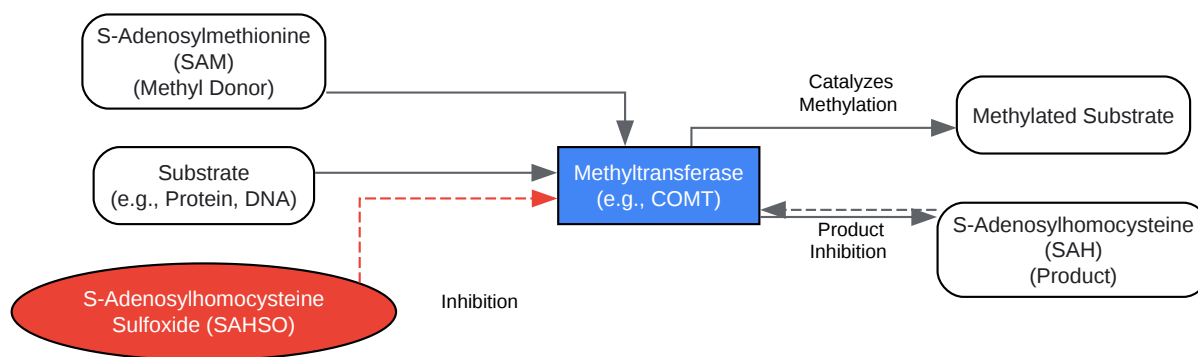 S-Adenosylmethionine
(SAM)
(Methyl Donor)
Catalyzes
Methylation
Methylated Substrate
Substrate
(e.g., Protein, DNA)
Methyltransferase
(e.g., COMT)
Product
Inhibition
S-Adenosylhomocysteine
(SAH)
(Product)
S-Adenosylhomocysteine
Sulfoxide (SAHSO)
Inhibition